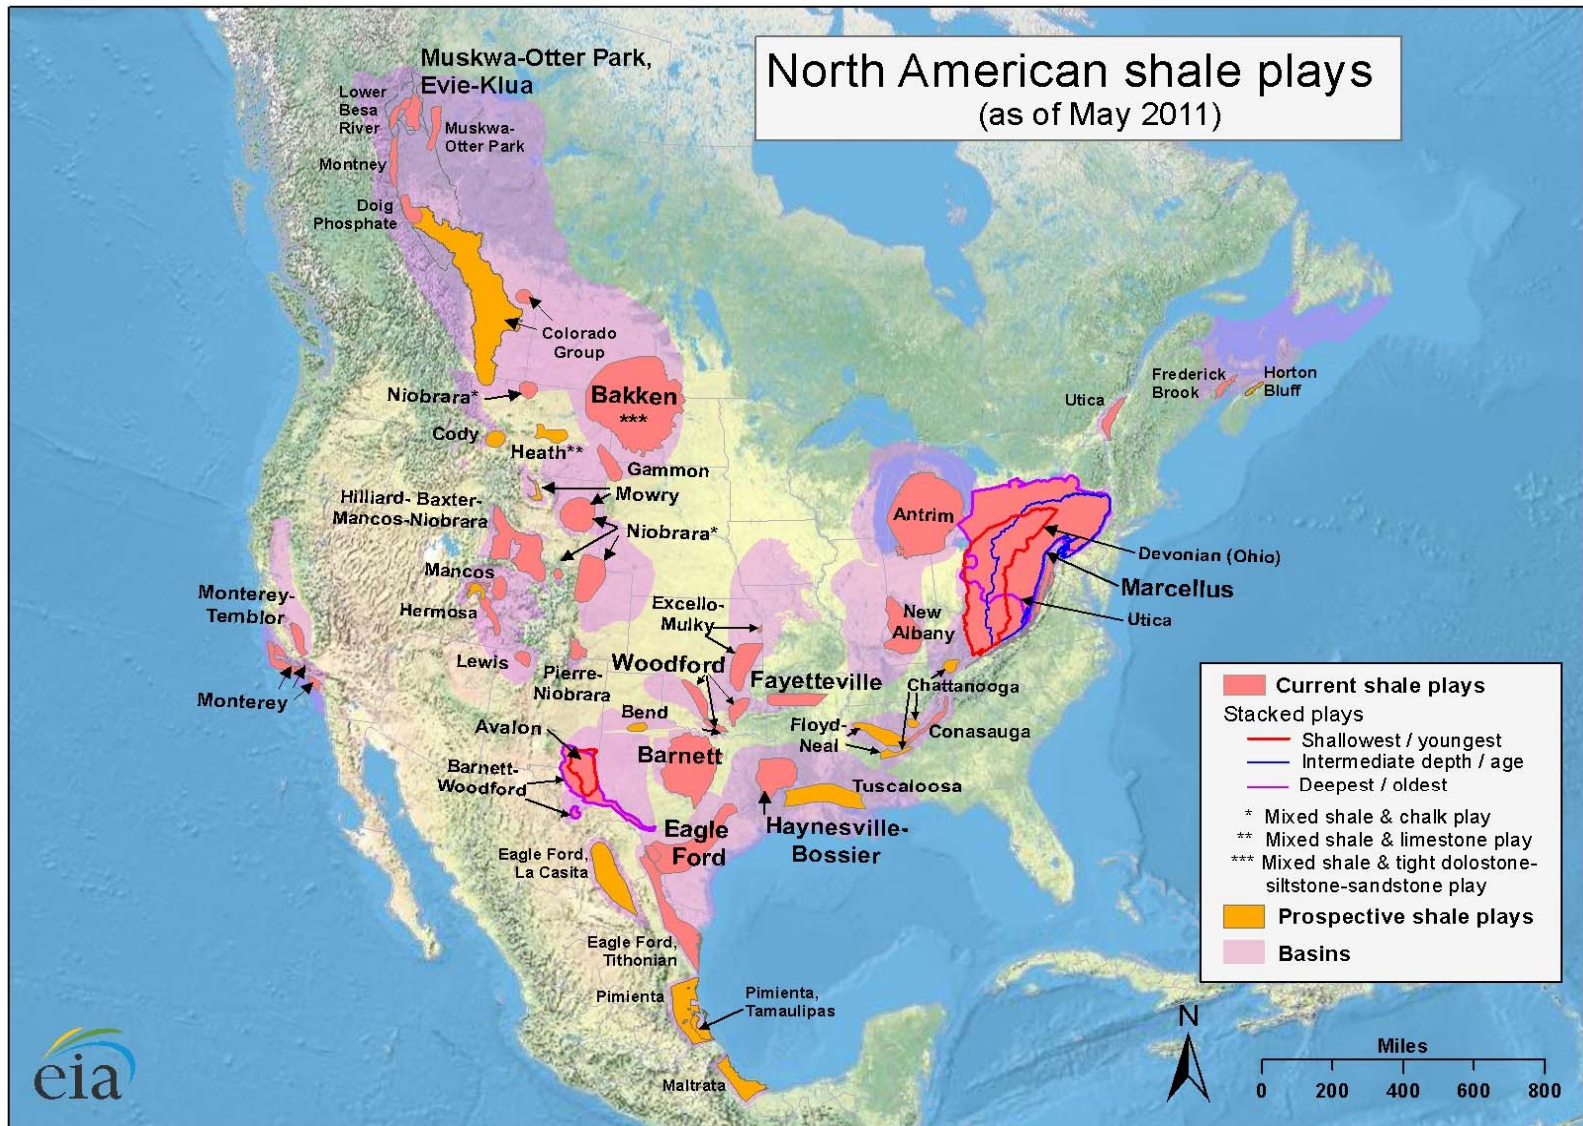 North American shale plays
(as of May 2011)
Muskwa-Otter Park,
Evie-Klua
Lower
Besa
River
Muskwa-
Otter Park
Montney
Doig
Phosphate
Colorado
Group
Niobrara*
Bakken
***
Cody
Heath**
Gammon
Mowry
Hilliard- Baxter-
Mancos-Niobrara
Niobrara*
Mancos
Hermosa
Monterey-
Temblor
Monterey
Lewis
Pierre-
Niobrara
Excello-
Mulky
Woodford
Fayetteville
Bend
Avalon
Barnett
Barnett-
Woodford
Eagle
Ford
Haynesville-
Bossier
Tuscaloosa
Floyd-
Neal
Chattanooga
Conasauga
New
Albany
Antrim
Devonian (Ohio)
Marcellus
Utica
Utica
Frederick
Brook
Horton
Bluff
Eagle Ford,
La Casita
Eagle Ford,
Tithonian
Pimienta
Pimienta,
Tamaulipas
Maltrata
Current shale plays
Stacked plays
Shallowest / youngest
Intermediate depth / age
Deepest / oldest
* Mixed shale & chalk play
** Mixed shale & limestone play
*** Mixed shale & tight dolostone-
siltstone-sandstone play
Prospective shale plays
Basins
N
Miles
0 200 400 600 800
eia